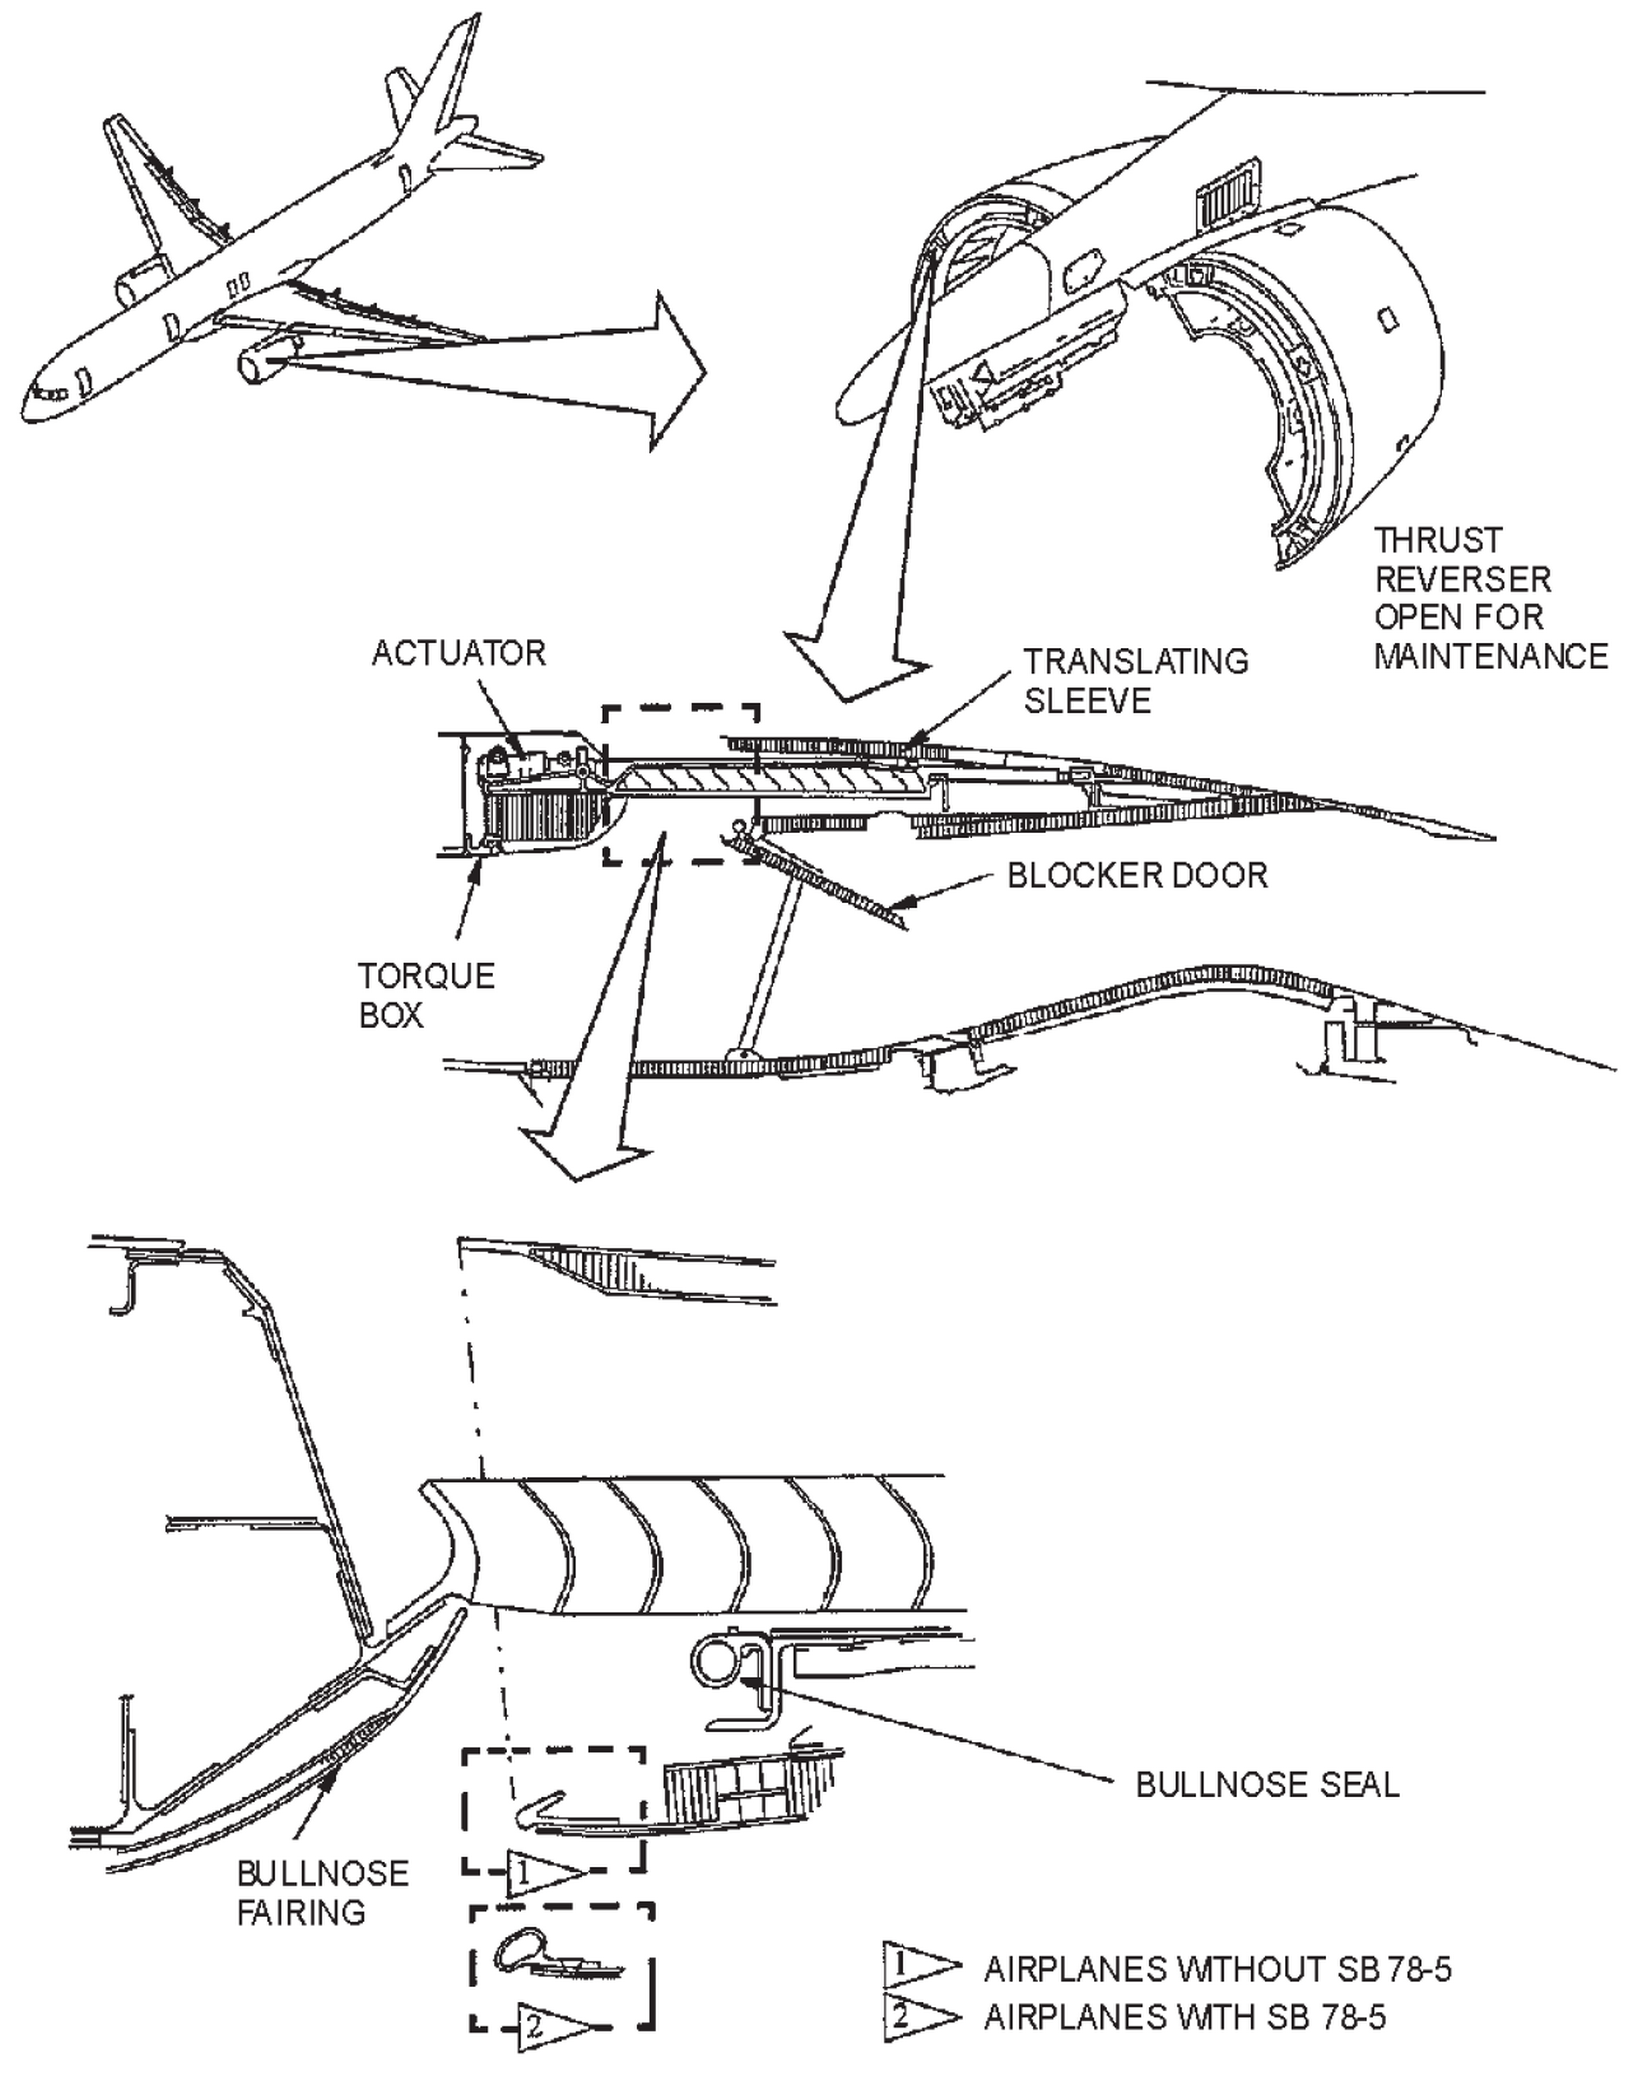 THRUST
REVERSER
OPEN FOR
MAINTENANCE
ACTUATOR
TRANSLATING
SLEEVE
BLOCKER DOOR
TORQUE
BOX
BULLNOSE SEAL
1
BULLNOSE
FAIRING
2
1 AIRPLANES WITHOUT SB 78-5
2 AIRPLANES WITH SB 78-5